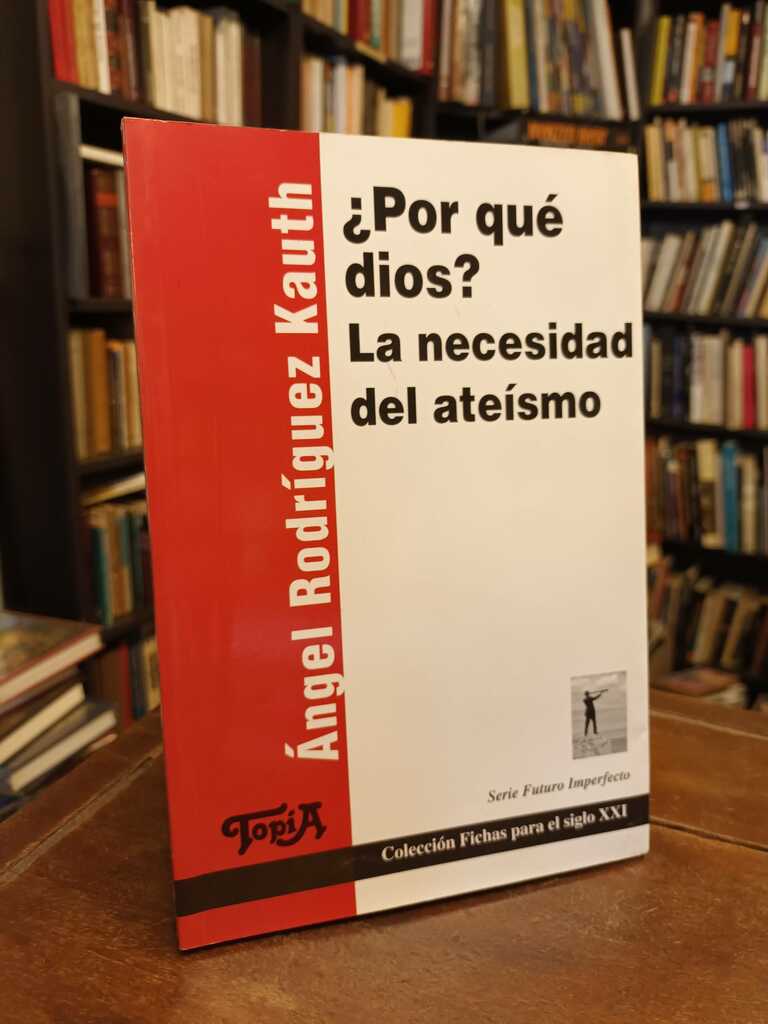 ¿Por qué
dios?
La necesidad
del ateísmo
Ángel Rodríguez Kauth
Serie Futuro Imperfecto
Colección Fichas para el siglo XXI
TopíA